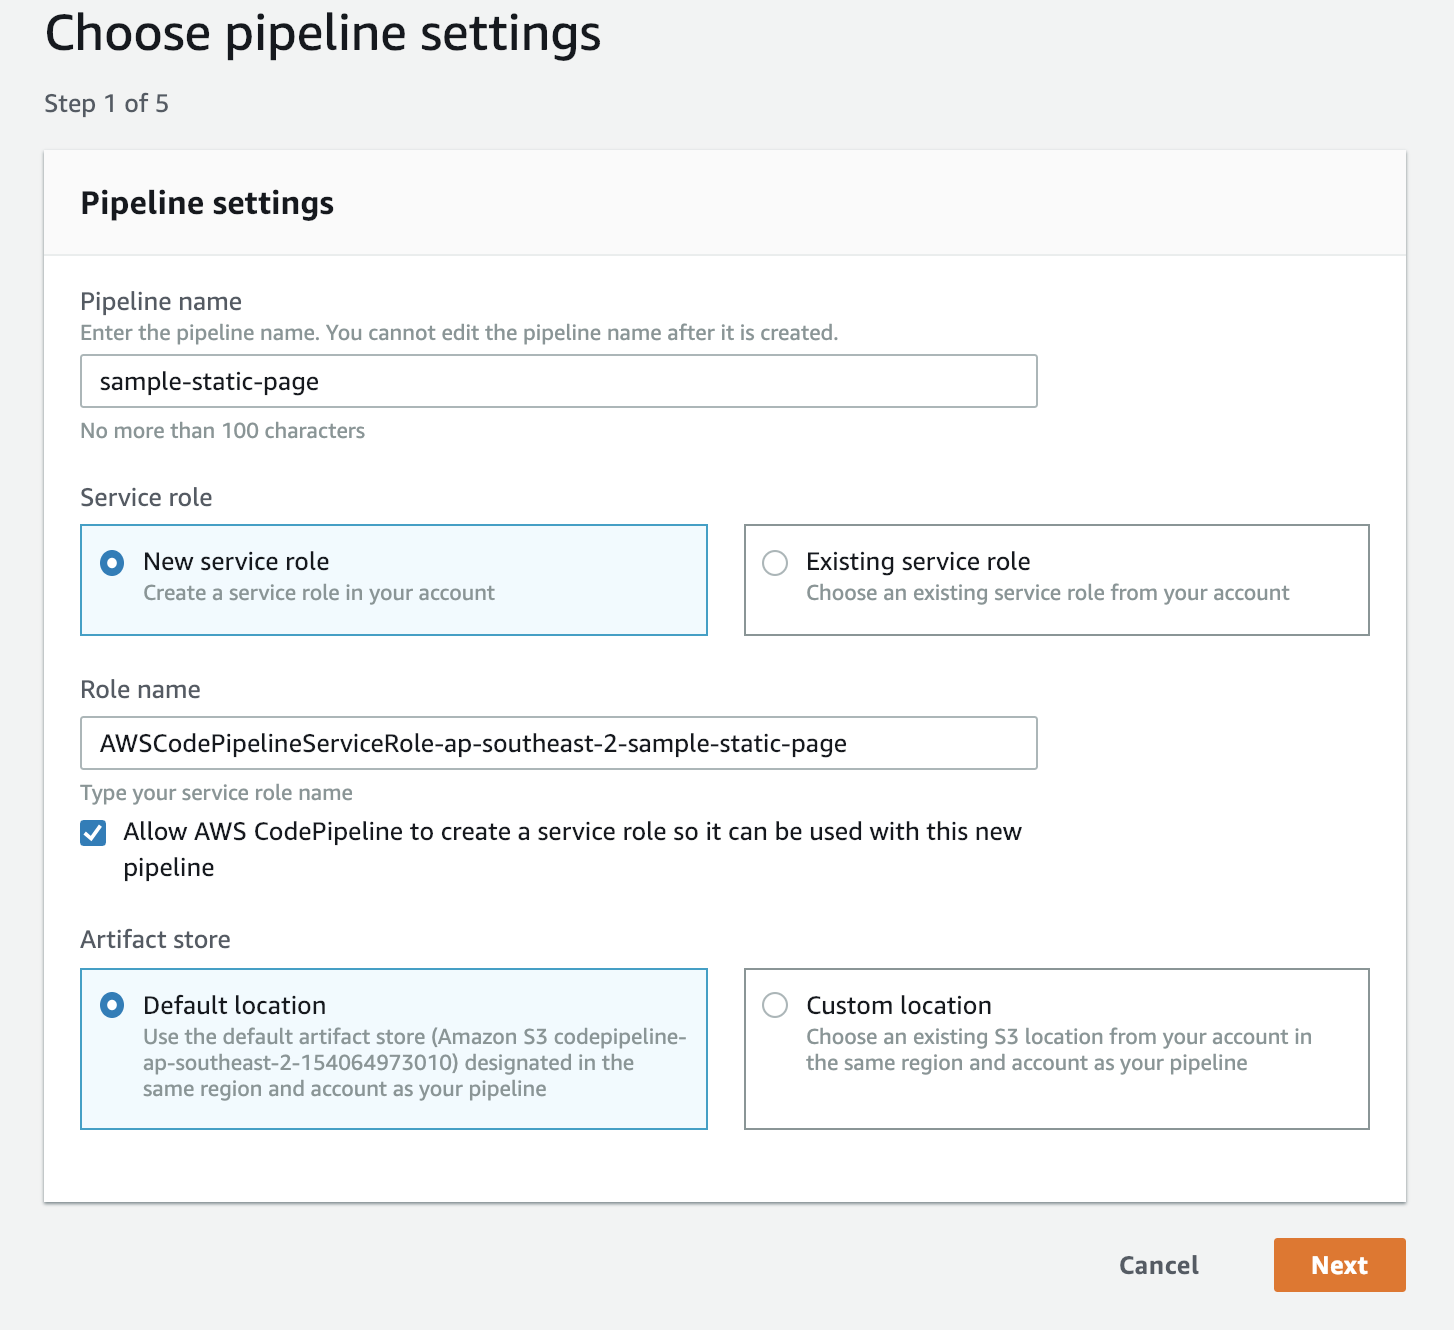 Choose pipeline settings
Step 1 of 5
Pipeline settings
Pipeline name
Enter the pipeline name. You cannot edit the pipeline name after it is created.
sample-static-page
No more than 100 characters
Service role
New service role
Create a service role in your account
Existing service role
Choose an existing service role from your account
Role name
AWSCodePipelineServiceRole-ap-southeast-2-sample-static-page
Type your service role name
Allow AWS CodePipeline to create a service role so it can be used with this new
pipeline
Artifact store
Default location
Use the default artifact store (Amazon S3 codepipeline-
ap-southeast-2-154064973010) designated in the
same region and account as your pipeline
Custom location
Choose an existing S3 location from your account in
the same region and account as your pipeline
Cancel
Next